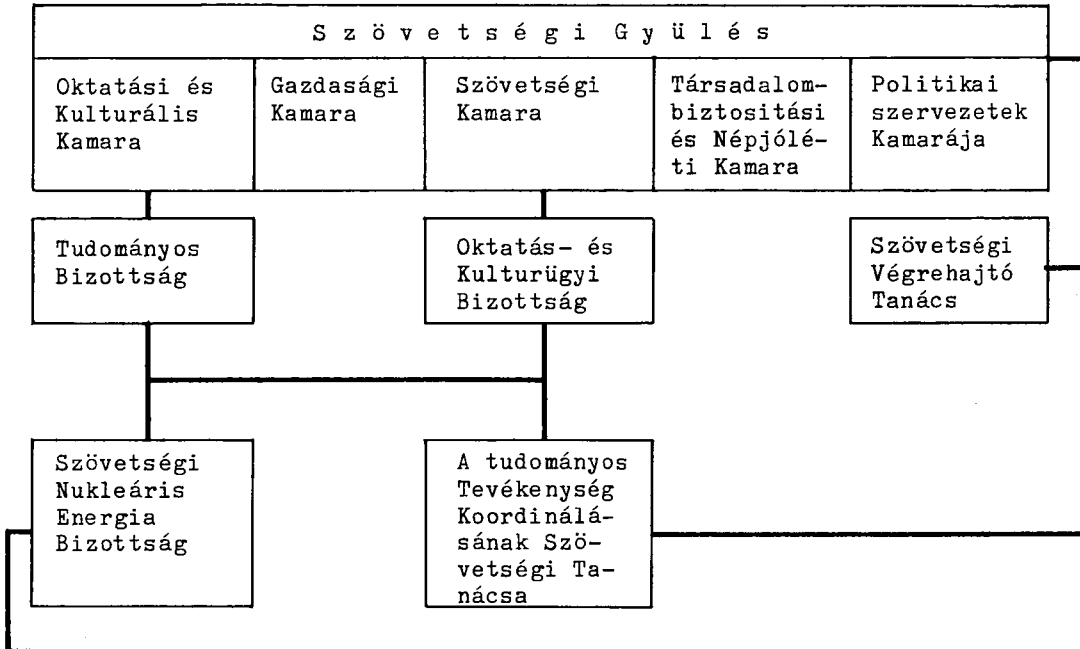 Szövetségi Gyülés
Oktatási és
Kulturális
Kamara
Gazdasági
Kamara
Szövetségi
Kamara
Társadalom-
biztositási
és Népjólé-
ti Kamara
Politikai
szervezetek
Kamarája
Tudományos
Bizottság
Oktatás- és
Kulturügyi
Bizottság
Szövetségi
Végrehajtó
Tanács
Szövetségi
Nukleáris
Energia
Bizottság
A tudományos
Tevékenység
Koordinálá-
sának Szö-
vetségi Ta-
nácsa